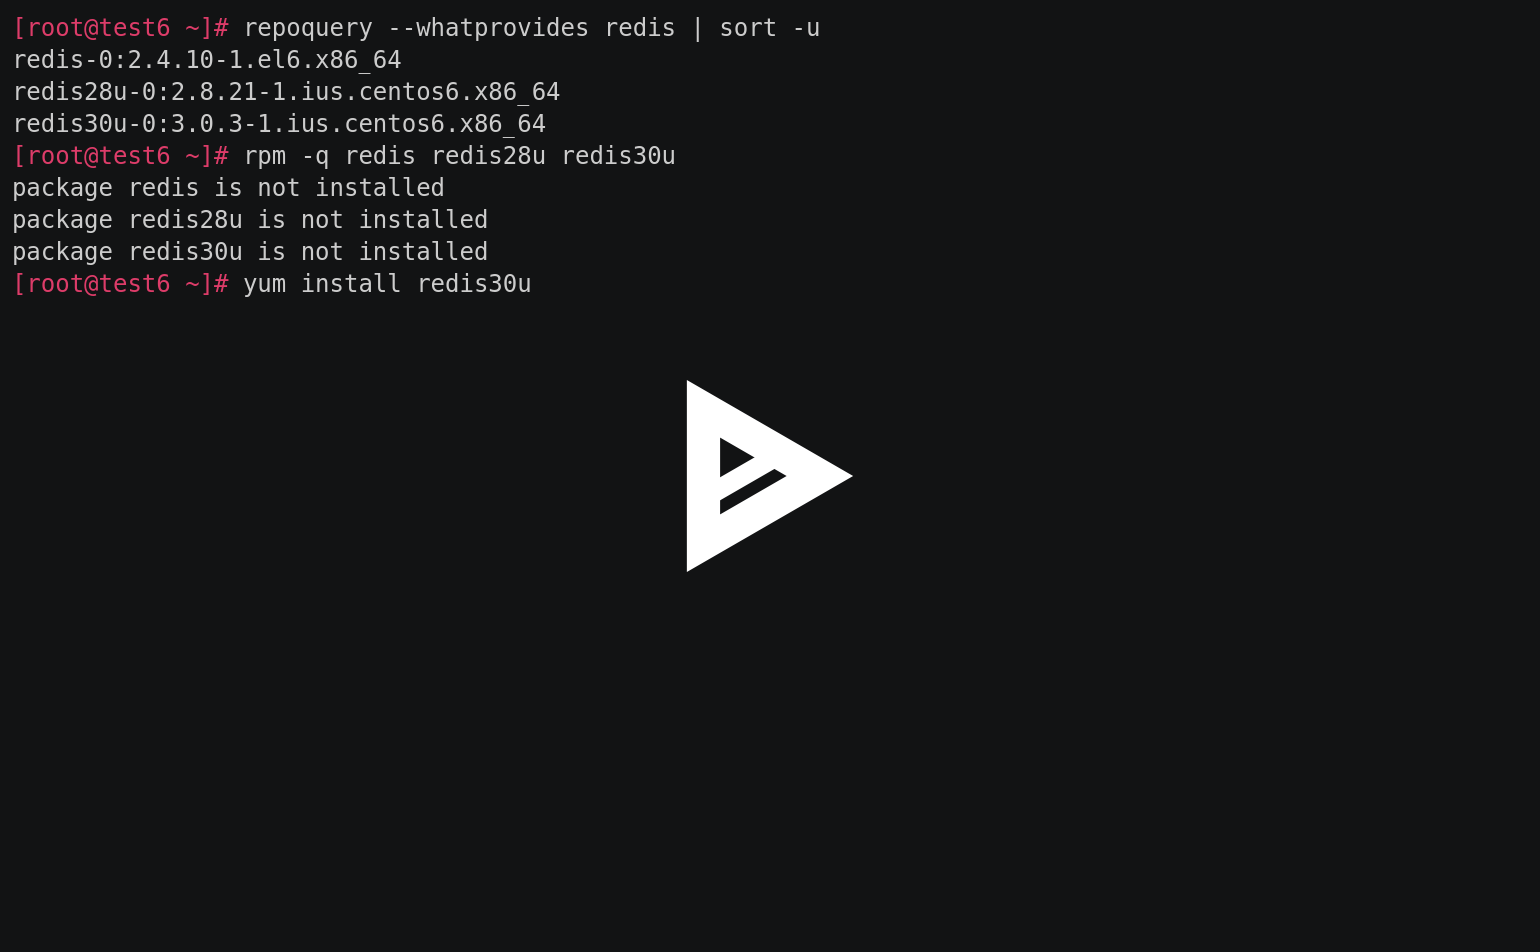 [root@test6 ~]# repoquery --whatprovides redis | sort -u
redis-0:2.4.10-1.el6.x86_64
redis28u-0:2.8.21-1.ius.centos6.x86_64
redis30u-0:3.0.3-1.ius.centos6.x86_64
[root@test6 ~]# rpm -q redis redis28u redis30u
package redis is not installed
package redis28u is not installed
package redis30u is not installed
[root@test6 ~]# yum install redis30u